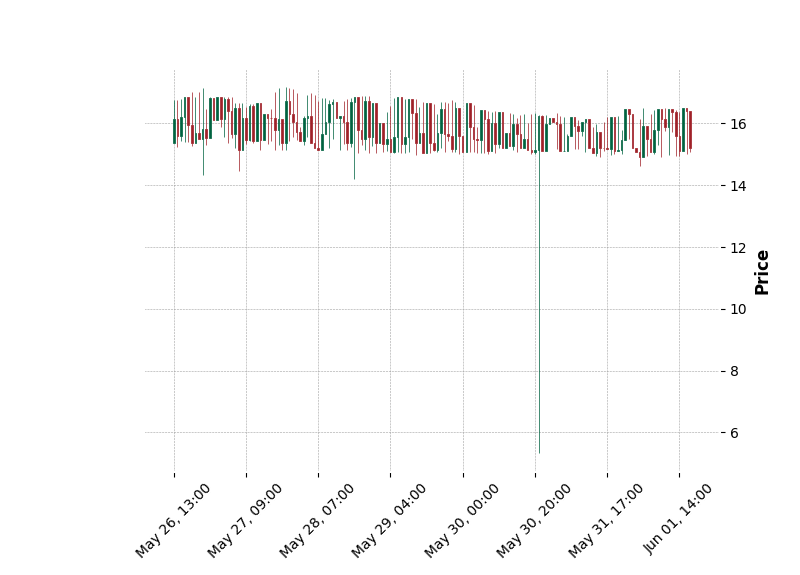 16
14
12
10
8
6
Price
May 26, 13:00
May 27, 09:00
May 28, 07:00
May 29, 04:00
May 30, 00:00
May 30, 20:00
May 31, 17:00
Jun 01, 14:00